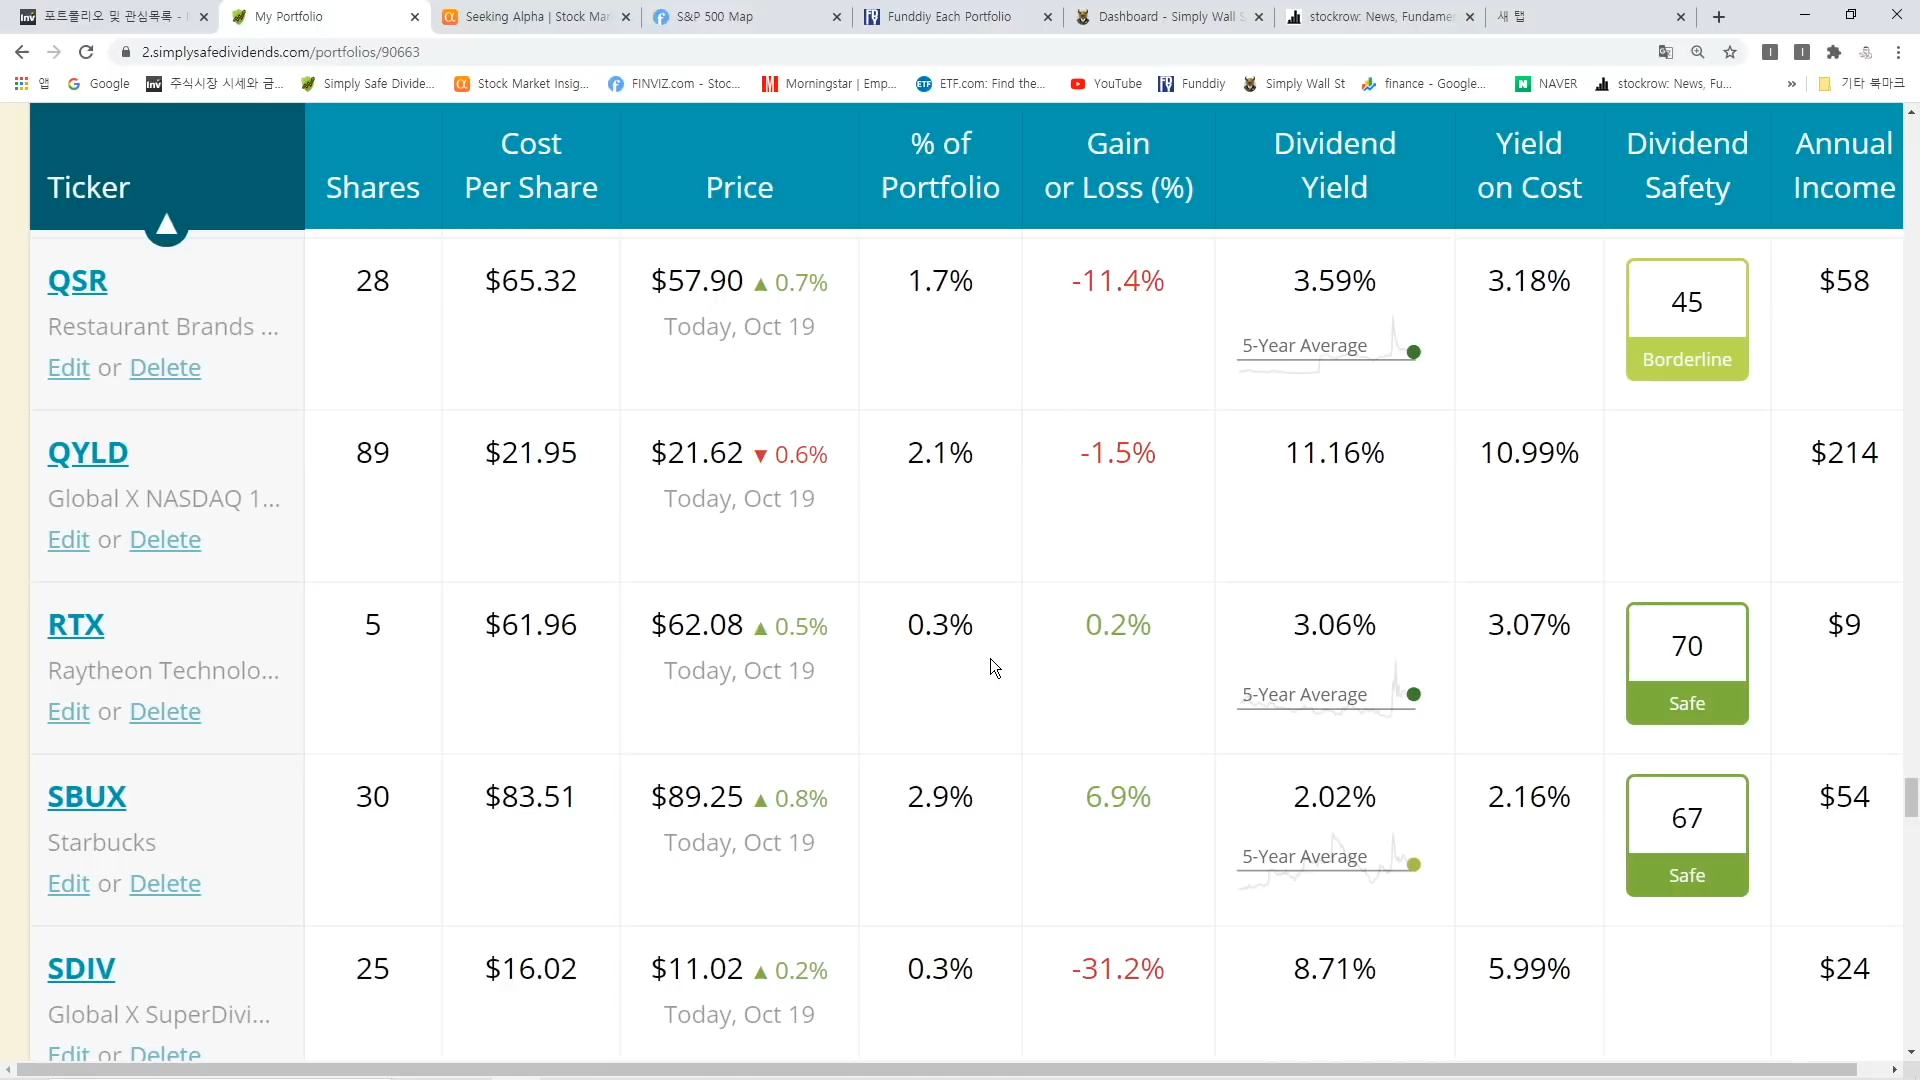 포트폴리오 및 관심목록 -
My Portfolio
Seeking Alpha | Stock Mar
S&P 500 Map
Funddiy Each Portfolio
Dashboard - Simply Wall S
stockrow: News, Fundamen
새 탭
2.simplysafedividends.com/portfolios/90663
앱
Google
주식시장 시세와 금...
Simply Safe Divide...
Stock Market Insig...
FINVIZ.com - Stoc...
Morningstar | Emp...
ETF.com: Find the...
YouTube
Funddiy
Simply Wall St
finance - Google...
NAVER
stockrow: News, Fu...
»
기타 북마크
Ticker
Shares
Cost
Per Share
Price
% of
Portfolio
Gain
or Loss (%)
Dividend
Yield
Yield
on Cost
Dividend
Safety
Annual
Income
QSR 28 $65.32 $57.90 ▲ 0.7% 1.7% -11.4% 3.59% 3.18% 45 $58
Restaurant Brands ... Today, Oct 19
5-Year Average Borderline
Edit or Delete
QYLD 89 $21.95 $21.62 ▼ 0.6% 2.1% -1.5% 11.16% 10.99% $214
Global X NASDAQ 1... Today, Oct 19
Edit or Delete
RTX 5 $61.96 $62.08 ▲ 0.5% 0.3% 0.2% 3.06% 3.07% 70 $9
Raytheon Technolo... Today, Oct 19
5-Year Average Safe
Edit or Delete
SBUX 30 $83.51 $89.25 ▲ 0.8% 2.9% 6.9% 2.02% 2.16% 67 $54
Starbucks Today, Oct 19
5-Year Average Safe
Edit or Delete
SDIV 25 $16.02 $11.02 ▲ 0.2% 0.3% -31.2% 8.71% 5.99% $24
Global X SuperDivi... Today, Oct 19
Edit or Delete